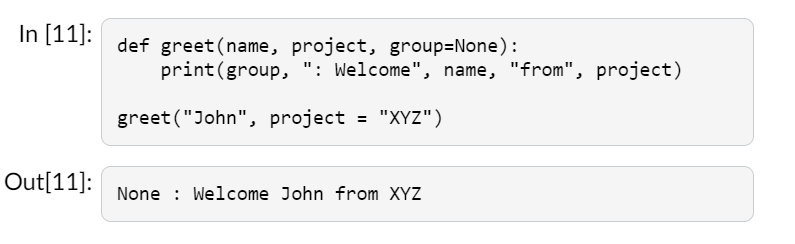 In [11]:
def greet(name, project, group=None):
    print(group, ": Welcome", name, "from", project)
greet("John", project = "XYZ")
Out[11]:
None : Welcome John from XYZ